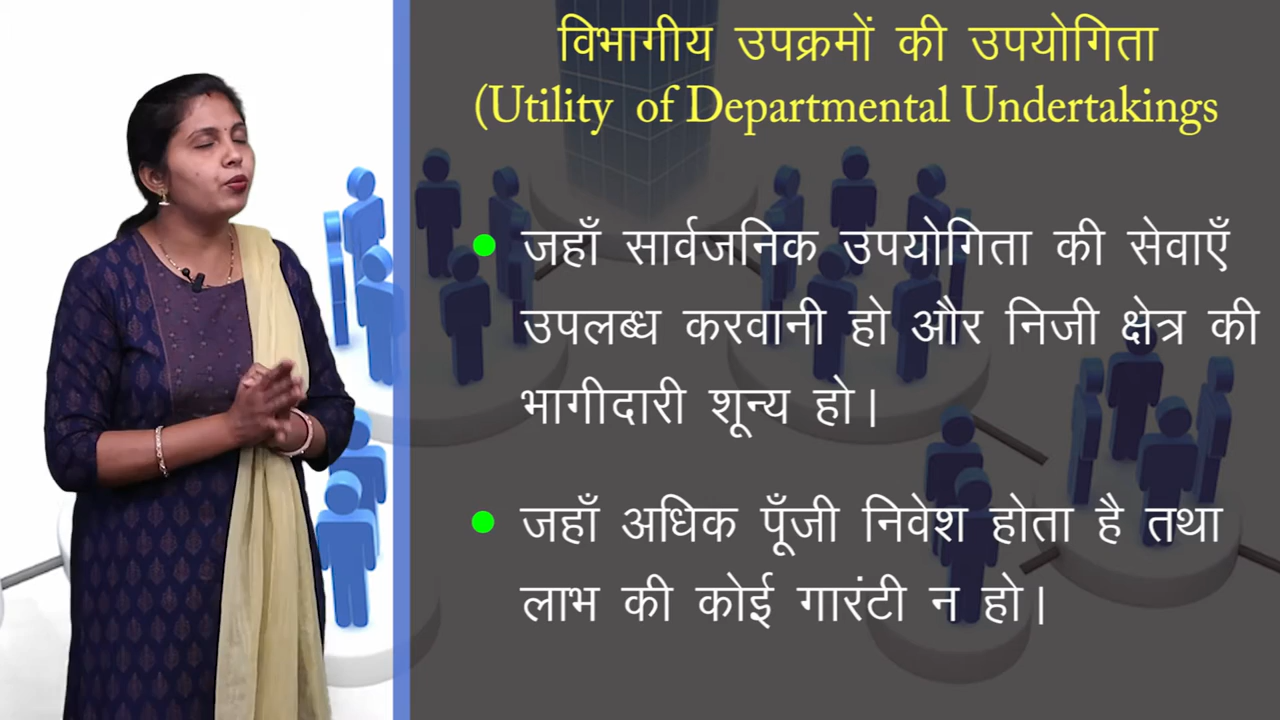 विभागीय उपक्रमों की उपयोगिता
(Utility of Departmental Undertakings
जहाँ सार्वजनिक उपयोगिता की सेवाएँ
उपलब्ध करवानी हो और निजी क्षेत्र की
भागीदारी शून्य हो।
जहाँ अधिक पूँजी निवेश होता है तथा
लाभ की कोई गारंटी न हो।